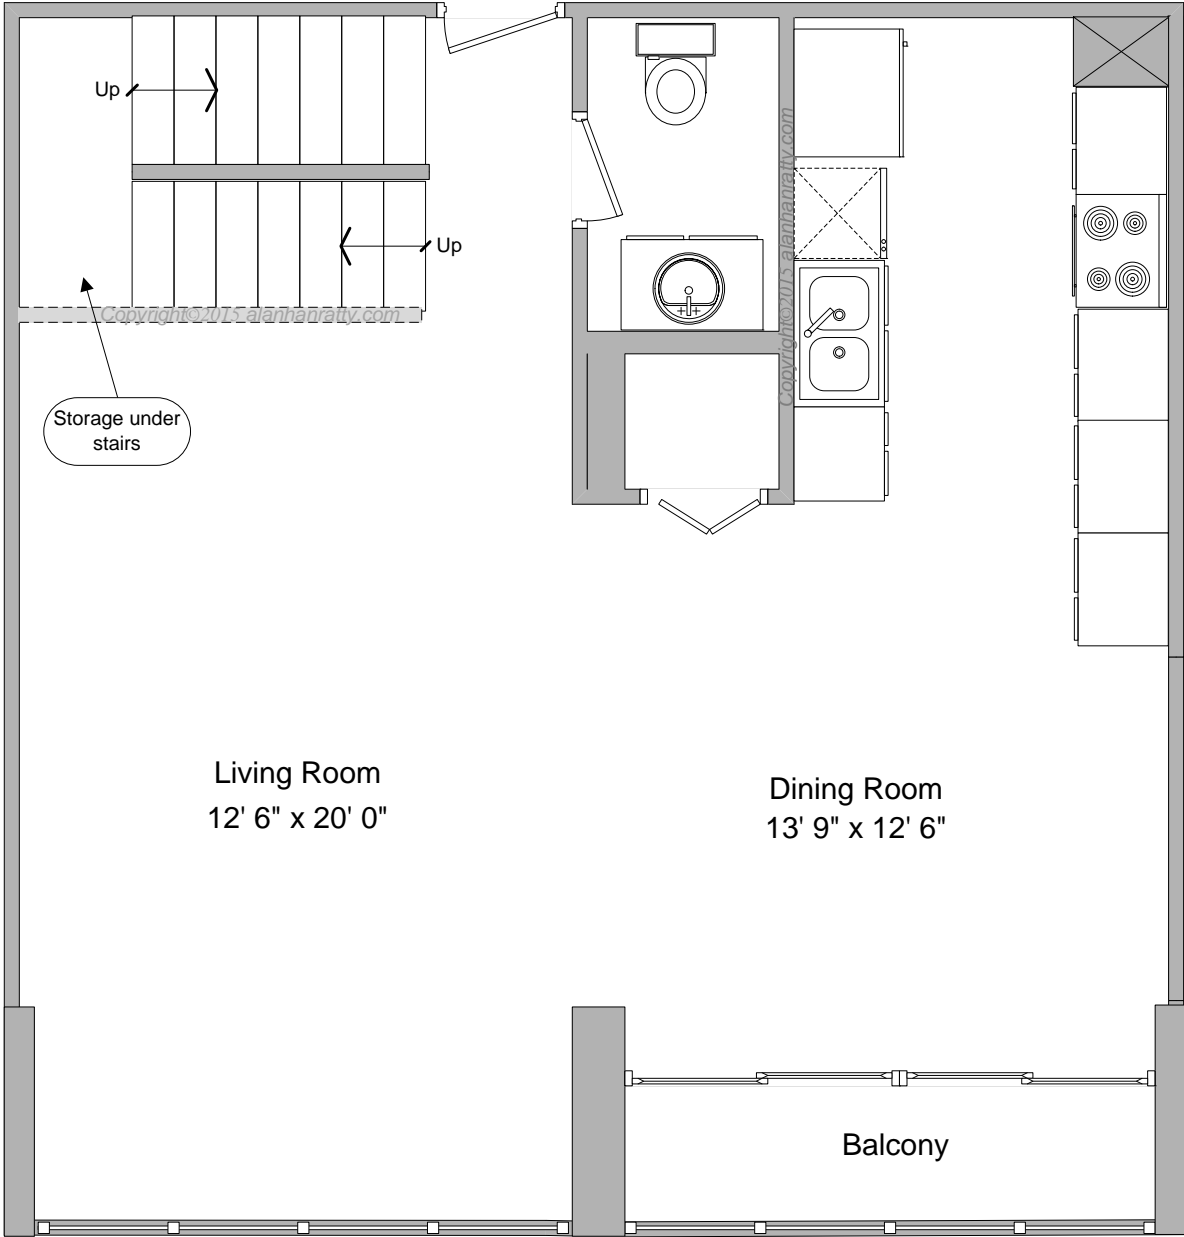 Up
Up
Copyright©2015 alanhanratty.com
Copyright©2015 alanhanratty.com
Storage under
stairs
Living Room
12' 6" x 20' 0"
Dining Room
13' 9" x 12' 6"
Balcony